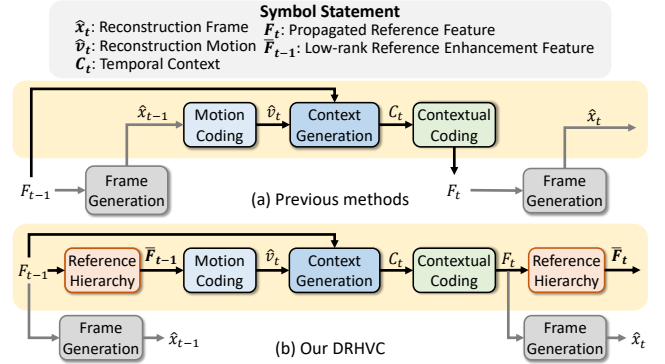 Symbol Statement
x̂ₜ: Reconstruction Frame Fₜ: Propagated Reference Feature
v̂ₜ: Reconstruction Motion F̅ₜ₋₁: Low-rank Reference Enhancement Feature
Cₜ: Temporal Context
x̂ₜ₋₁ Motion Coding v̂ₜ Context Generation Cₜ Contextual Coding x̂ₜ
Fₜ₋₁ Frame Generation Fₜ Frame Generation
(a) Previous methods
Fₜ₋₁ Reference Hierarchy F̅ₜ₋₁ Motion Coding v̂ₜ Context Generation Cₜ Contextual Coding Fₜ Reference Hierarchy F̅ₜ
Frame Generation x̂ₜ₋₁ (b) Our DRHVC Frame Generation x̂ₜ